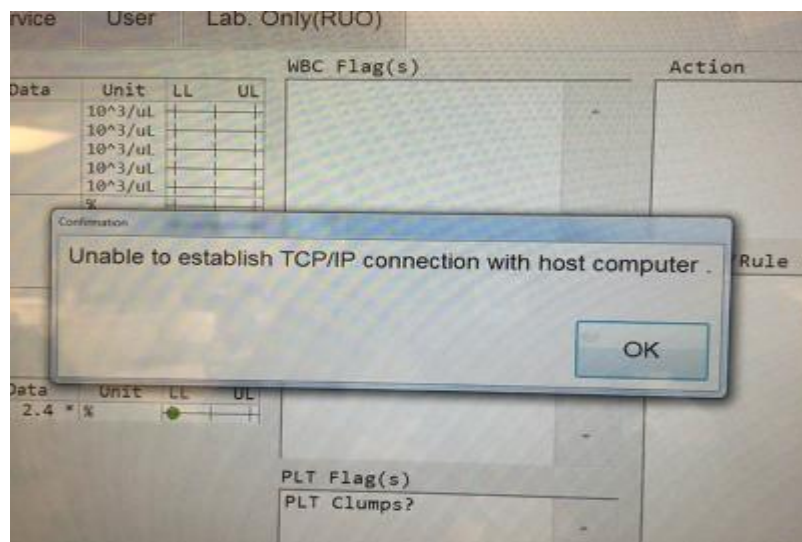 rvice User Lab. Only(RUO)
WBC Flag(s) Action
Data Unit LL UL
10^3/uL
10^3/uL
10^3/uL
10^3/uL
10^3/uL
%
Confirmation
Unable to establish TCP/IP connection with host computer .
/Rule
OK
Data Unit LL UL
2.4 * %
PLT Flag(s)
PLT Clumps?